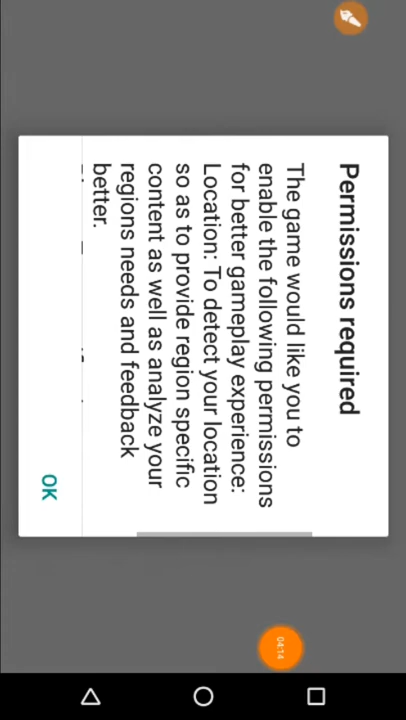 Permissions required
The game would like you to
enable the following permissions
for better gameplay experience:
Location: To detect your location
so as to provide region specific
content as well as analyze your
regions needs and feedback
better.
OK
04:14